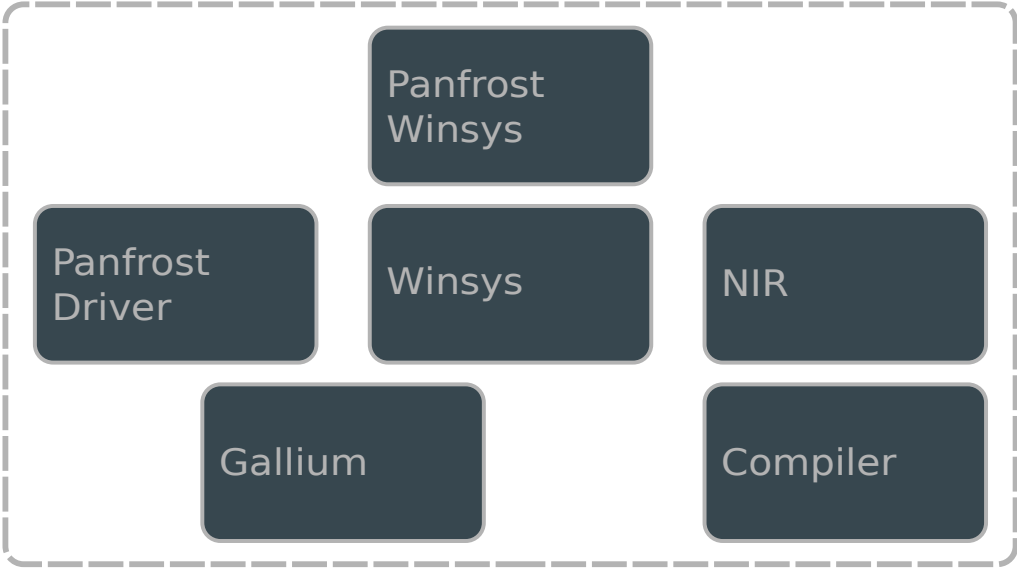 Panfrost
Winsys
Panfrost
Driver
Winsys
NIR
Gallium
Compiler